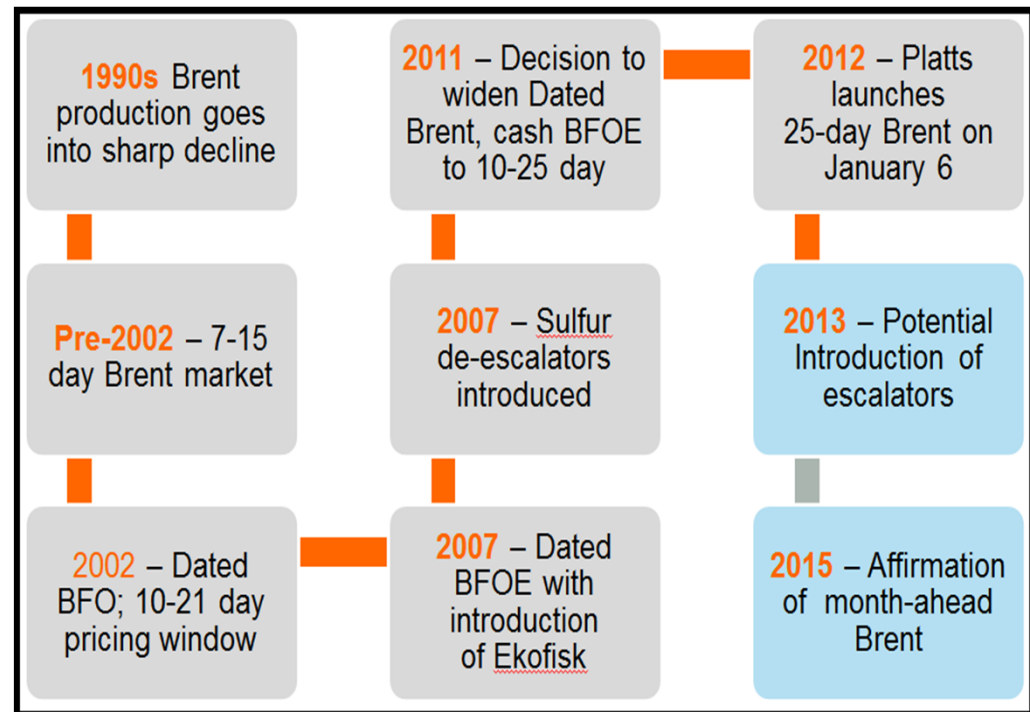 1990s Brent
production goes
into sharp decline
Pre-2002 – 7-15
day Brent market
2002 – Dated
BFO; 10-21 day
pricing window
2007 – Dated
BFOE with
introduction
of Ekofisk
2007 – Sulfur
de-escalators
introduced
2011 – Decision to
widen Dated
Brent, cash BFOE
to 10-25 day
2012 – Platts
launches
25-day Brent on
January 6
2013 – Potential
Introduction of
escalators
2015 – Affirmation
of month-ahead
Brent